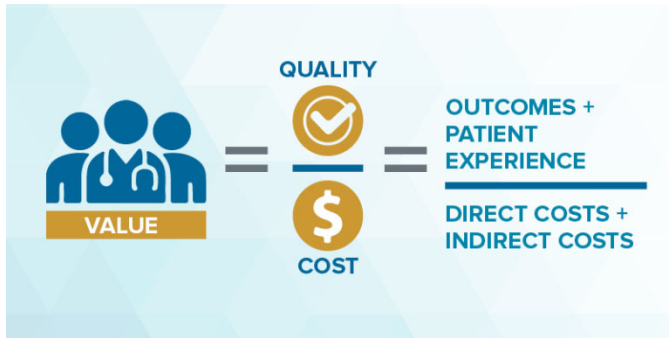 QUALITY
VALUE
=
$
COST
=
OUTCOMES +
PATIENT
EXPERIENCE
DIRECT COSTS +
INDIRECT COSTS